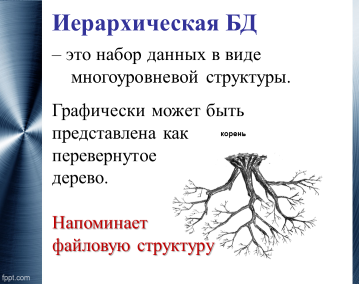 Иерархическая БД
– это набор данных в виде
многоуровневой структуры.
Графически может быть
представлена как
перевернутое
дерево.
корень
Напоминает
файловую структуру
fppt.com